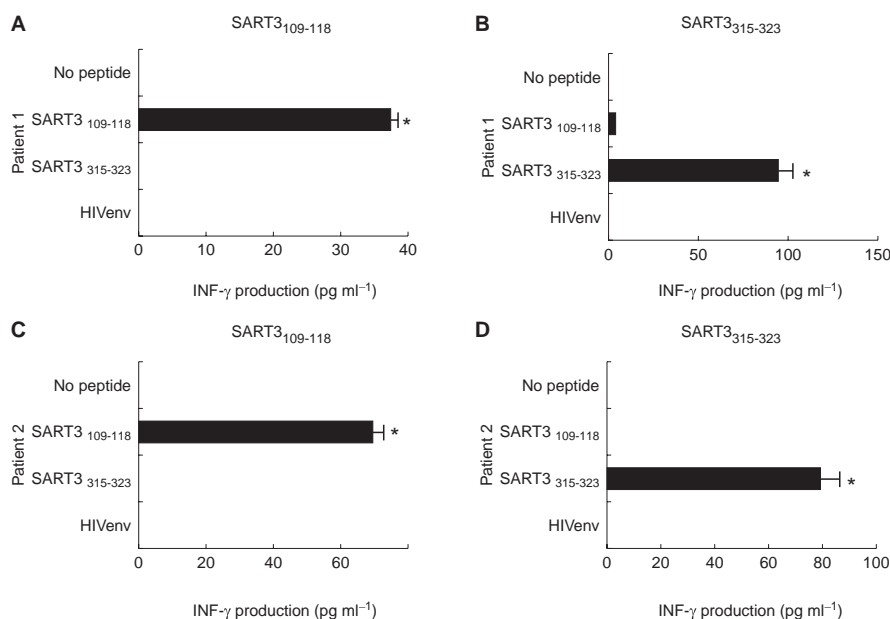 A
SART3109-118
Patient 1
No peptide
SART3 109-118
SART3 315-323
HIVenv
0 10 20 30 40
INF-γ production (pg ml−1)
B
SART3315-323
Patient 1
No peptide
SART3 109-118
SART3 315-323
HIVenv
0 50 100 150
INF-γ production (pg ml−1)
C
SART3109-118
Patient 2
No peptide
SART3 109-118
SART3 315-323
HIVenv
0 20 40 60
INF-γ production (pg ml−1)
D
SART3315-323
Patient 2
No peptide
SART3 109-118
SART3 315-323
HIVenv
0 20 40 60 80 100
INF-γ production (pg ml−1)
*
*
*
*